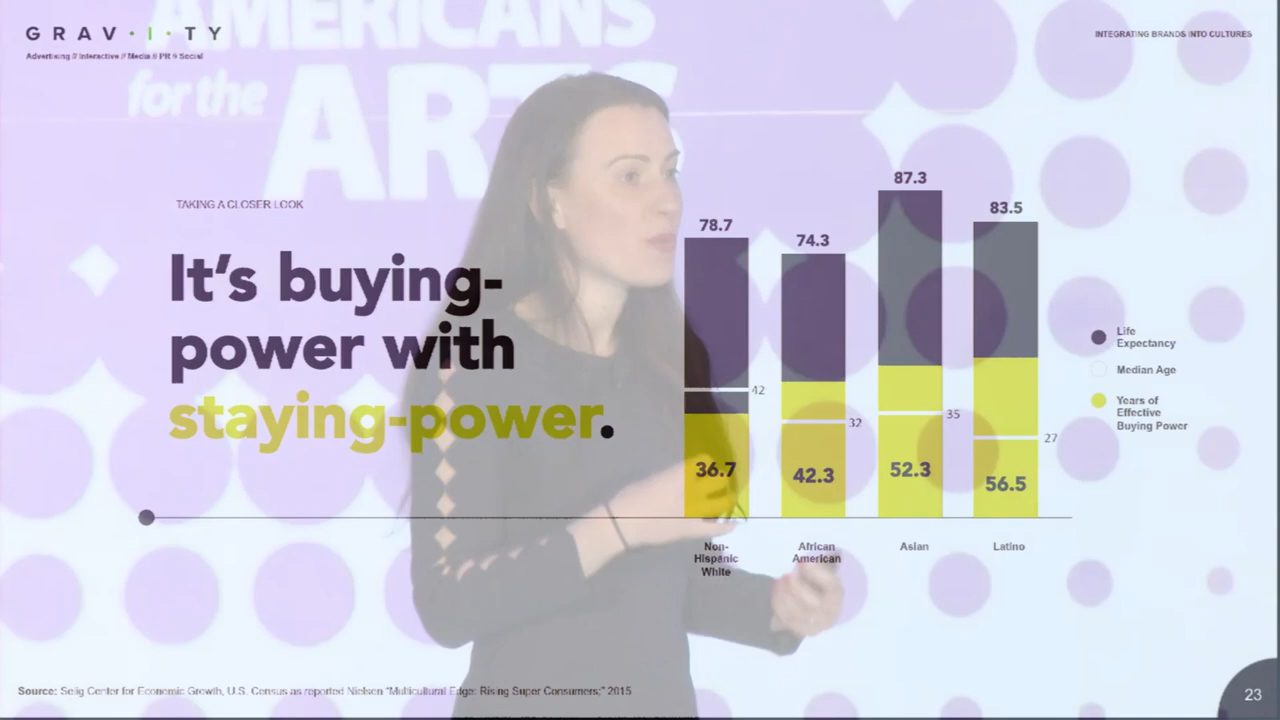 AMERICANS
for the
ARTS
GRAV·I·TY
Advertising // Interactive // Media // PR // Social
INTEGRATING BRANDS INTO CULTURES
TAKING A CLOSER LOOK
It's buying-
power with
staying-power.
78.7
74.3
87.3
83.5
42
32
35
27
36.7
42.3
52.3
56.5
Non-
Hispanic
White
African
American
Asian
Latino
Life
Expectancy
Median Age
Years of
Effective
Buying Power
Source: Selig Center for Economic Growth, U.S. Census as reported Nielsen "Multicultural Edge: Rising Super Consumers;" 2015
23